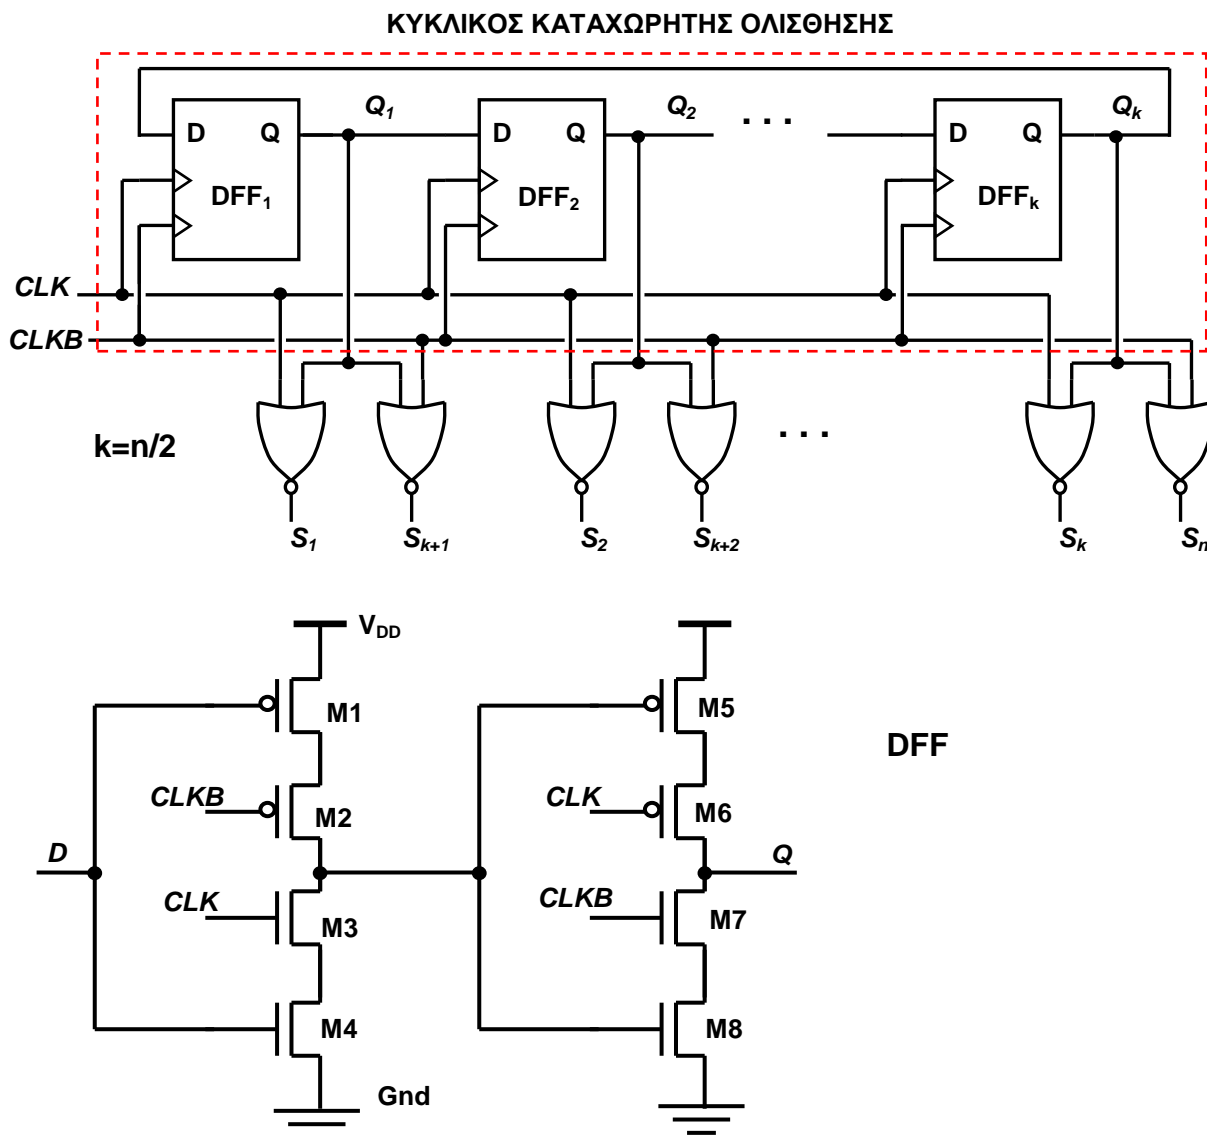 ΚΥΚΛΙΚΟΣ ΚΑΤΑΧΩΡΗΤΗΣ ΟΛΙΣΘΗΣΗΣ
Q1 Q2 . . . Qk
D Q D Q D Q
DFF1 DFF2 DFFk
CLK
CLKB
k=n/2 . . .
S1 Sk+1 S2 Sk+2 Sk Sn
VDD
M1 M5
DFF
CLKB M2 CLK M6
D Q
CLK M3 CLKB M7
M4 M8
Gnd